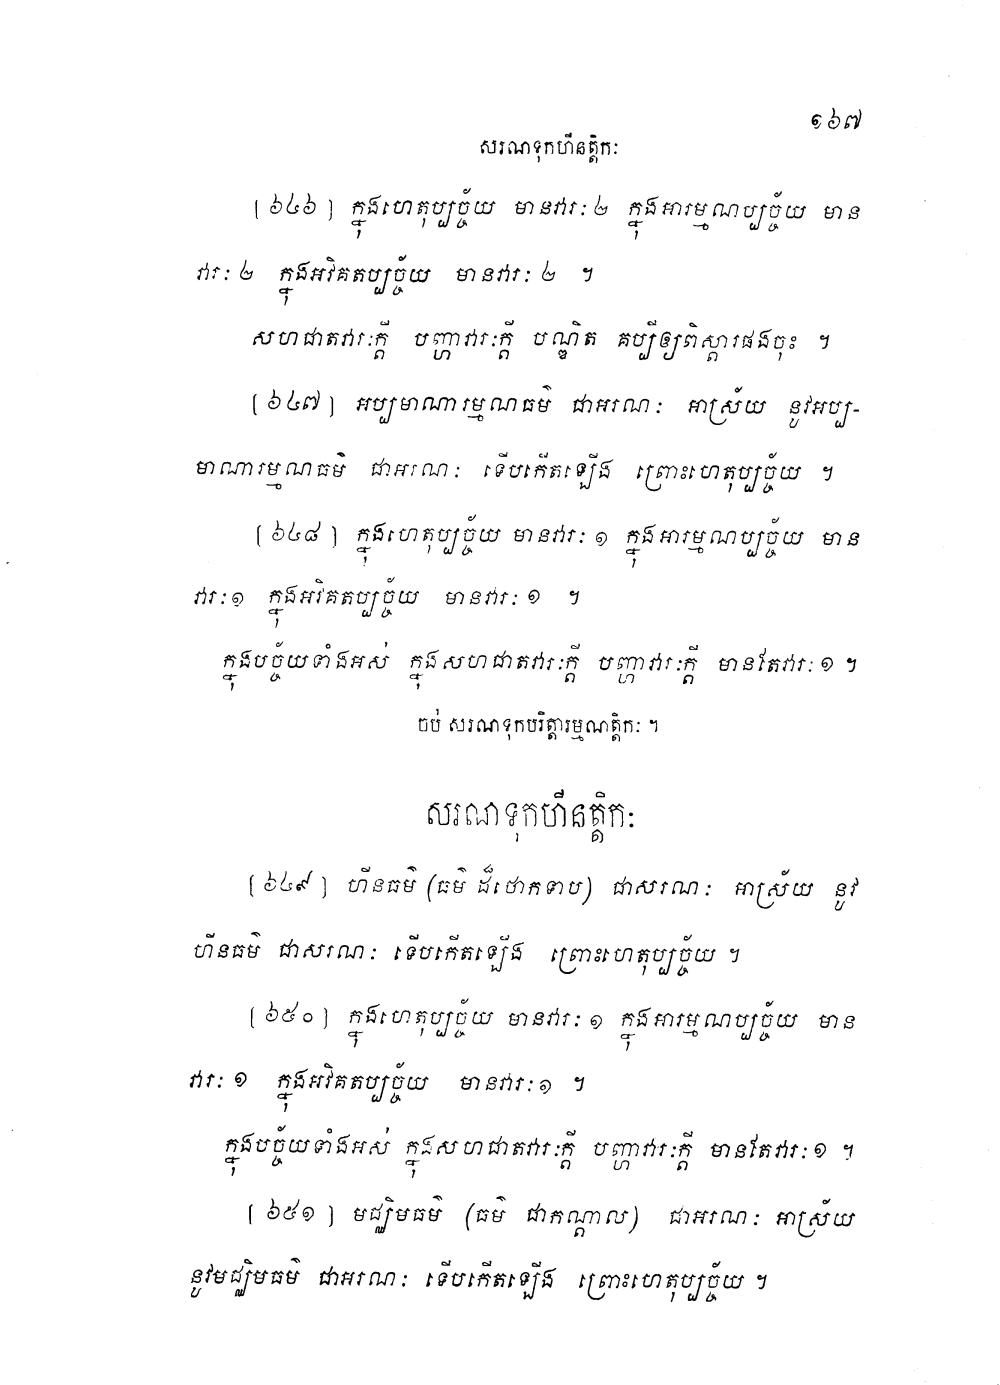 ១៦៧
សរណទុកហីនត្តិកៈ
[៦៤៦] ក្នុងហេតុប្បច្ច័យ មានវារៈ២ ក្នុងអារម្មណប្បច្ច័យ មាន
វារៈ២ ក្នុងអវិគតប្បច្ច័យ មានវារៈ២ ។
សហជាតវារៈក្តី បញ្ហាវារៈក្តី បណ្ឌិត គប្បីឲ្យពិស្តារផងចុះ ។
[៦៤៧] អប្បមាណារម្មណធម៌ ជាអរណៈ អាស្រ័យ នូវអប្ប-
មាណារម្មណធម៌ ជាអរណៈ ទើបកើតឡើង ព្រោះហេតុប្បច្ច័យ ។
[៦៤៨] ក្នុងហេតុប្បច្ច័យ មានវារៈ១ ក្នុងអារម្មណប្បច្ច័យ មាន
វារៈ១ ក្នុងអវិគតប្បច្ច័យ មានវារៈ១ ។
ក្នុងបច្ច័យទាំងអស់ ក្នុងសហជាតវារៈក្តី បញ្ហាវារៈក្តី មានតែវារៈ១ ។
ចប់ សរណទុកបរិត្តារម្មណត្តិកៈ ។
សរណទុកហីនត្តិកៈ
[៦៤៩] ហីនធម៌ (ធម៌ ដ៏ថោកទាប) ជាសរណៈ អាស្រ័យ នូវ
ហីនធម៌ ជាសរណៈ ទើបកើតឡើង ព្រោះហេតុប្បច្ច័យ ។
[៦៥០] ក្នុងហេតុប្បច្ច័យ មានវារៈ១ ក្នុងអារម្មណប្បច្ច័យ មាន
វារៈ១ ក្នុងអវិគតប្បច្ច័យ មានវារៈ១ ។
ក្នុងបច្ច័យទាំងអស់ ក្នុងសហជាតវារៈក្តី បញ្ហាវារៈក្តី មានតែវារៈ១ ។
[៦៥១] មជ្ឈិមធម៌ (ធម៌ ជាកណ្តាល) ជាអរណៈ អាស្រ័យ
នូវមជ្ឈិមធម៌ ជាអរណៈ ទើបកើតឡើង ព្រោះហេតុប្បច្ច័យ ។